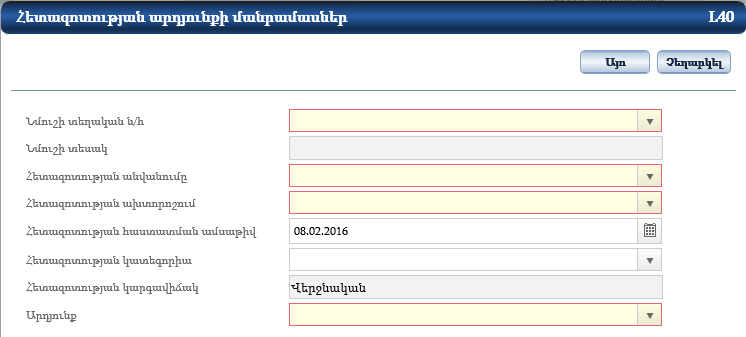 Հետազոտության արդյունքի մանրամասներ L40
Այո Չեղարկել
Նմուշի տեղական ն/հ
Նմուշի տեսակ
Հետազոտության անվանումը
Հետազոտության ախտորոշում
Հետազոտության հաստատման ամսաթիվ 08.02.2016
Հետազոտության կատեգորիա
Հետազոտության կարգավիճակ Վերջնական
Արդյունք